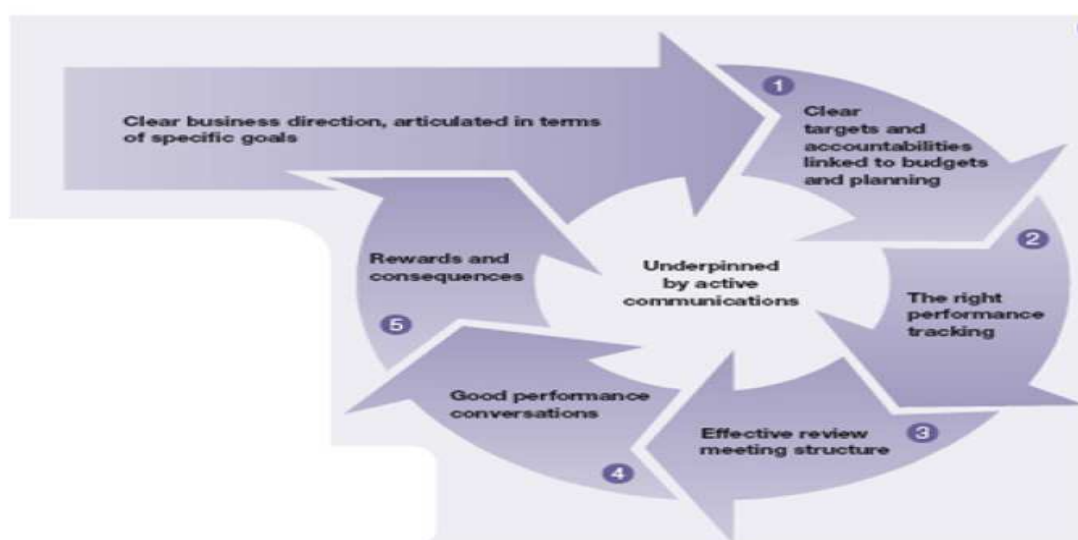 Clear business direction, articulated in terms
of specific goals
1
Clear
targets and
accountabilities
linked to budgets
and planning
2
The right
performance
tracking
3
Effective review
meeting structure
4
Good performance
conversations
5
Rewards and
consequences
Underpinned
by active
communications